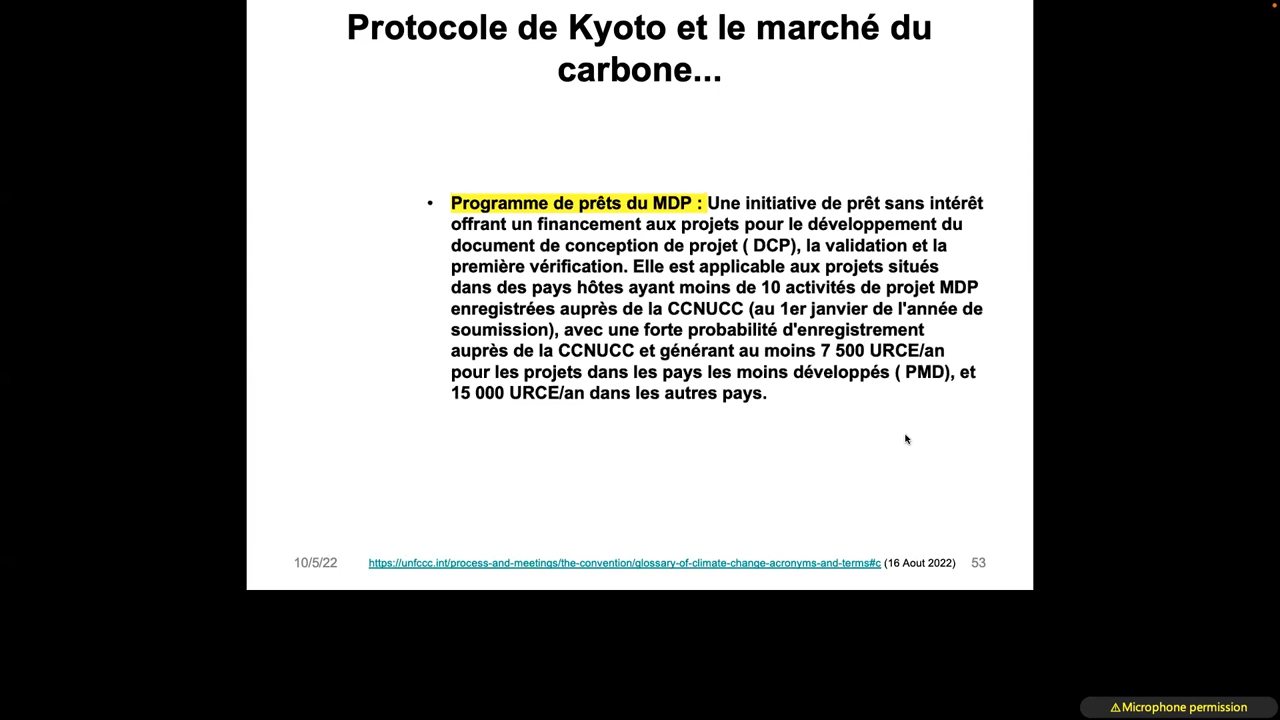 Protocole de Kyoto et le marché du
carbone...
• Programme de prêts du MDP : Une initiative de prêt sans intérêt
offrant un financement aux projets pour le développement du
document de conception de projet ( DCP), la validation et la
première vérification. Elle est applicable aux projets situés
dans des pays hôtes ayant moins de 10 activités de projet MDP
enregistrées auprès de la CCNUCC (au 1er janvier de l'année de
soumission), avec une forte probabilité d'enregistrement
auprès de la CCNUCC et générant au moins 7 500 URCE/an
pour les projets dans les pays les moins développés ( PMD), et
15 000 URCE/an dans les autres pays.
10/5/22 https://unfccc.int/process-and-meetings/the-convention/glossary-of-climate-change-acronyms-and-terms#c (16 Aout 2022) 53
⚠Microphone permission